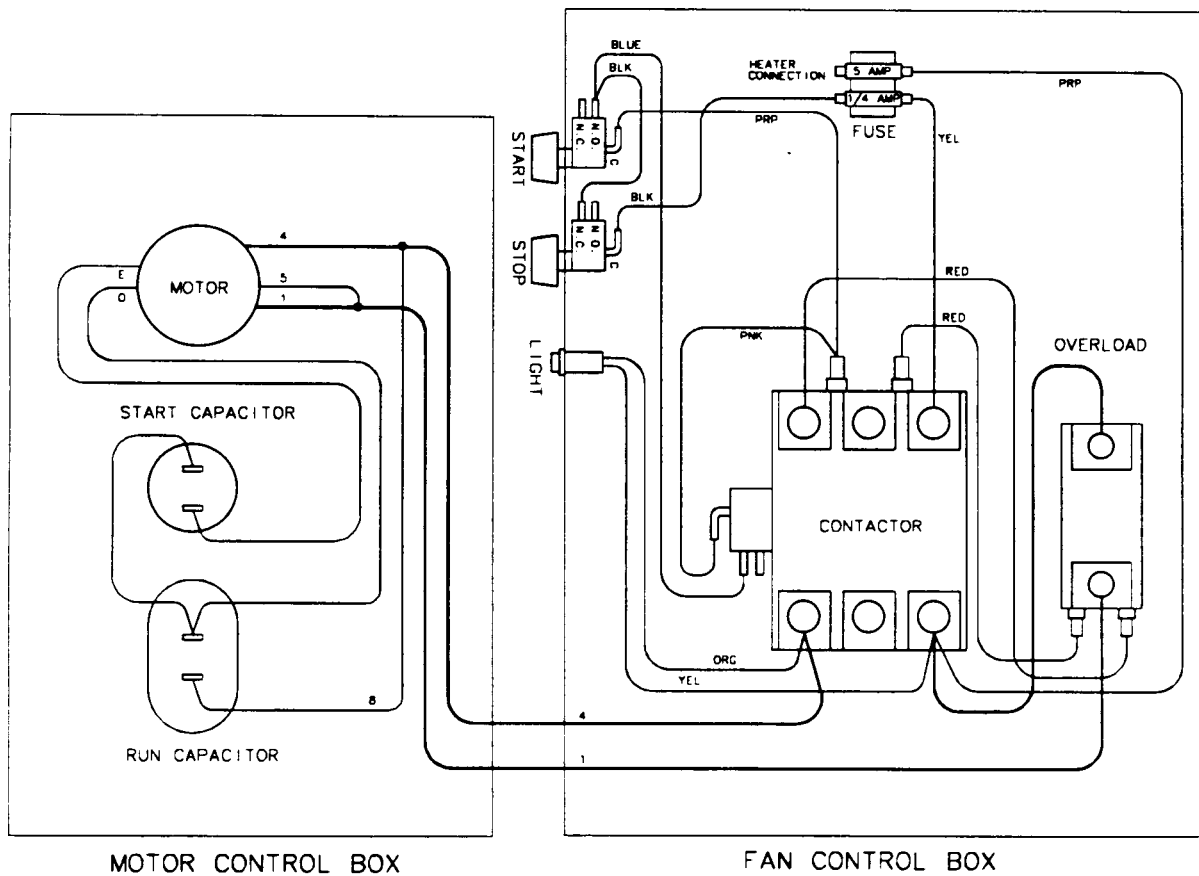 BLUE
BLK
HEATER
CONNECTION
5 AMP
1/4 AMP
FUSE
PRP
PRP
YEL
START
N.C.
N.O.
C
BLK
STOP
N.C.
N.O.
C
4
E
O
MOTOR
5
1
RED
RED
PNK
LIGHT
OVERLOAD
START CAPACITOR
CONTACTOR
ORG
YEL
8
4
RUN CAPACITOR
1
MOTOR CONTROL BOX
FAN CONTROL BOX